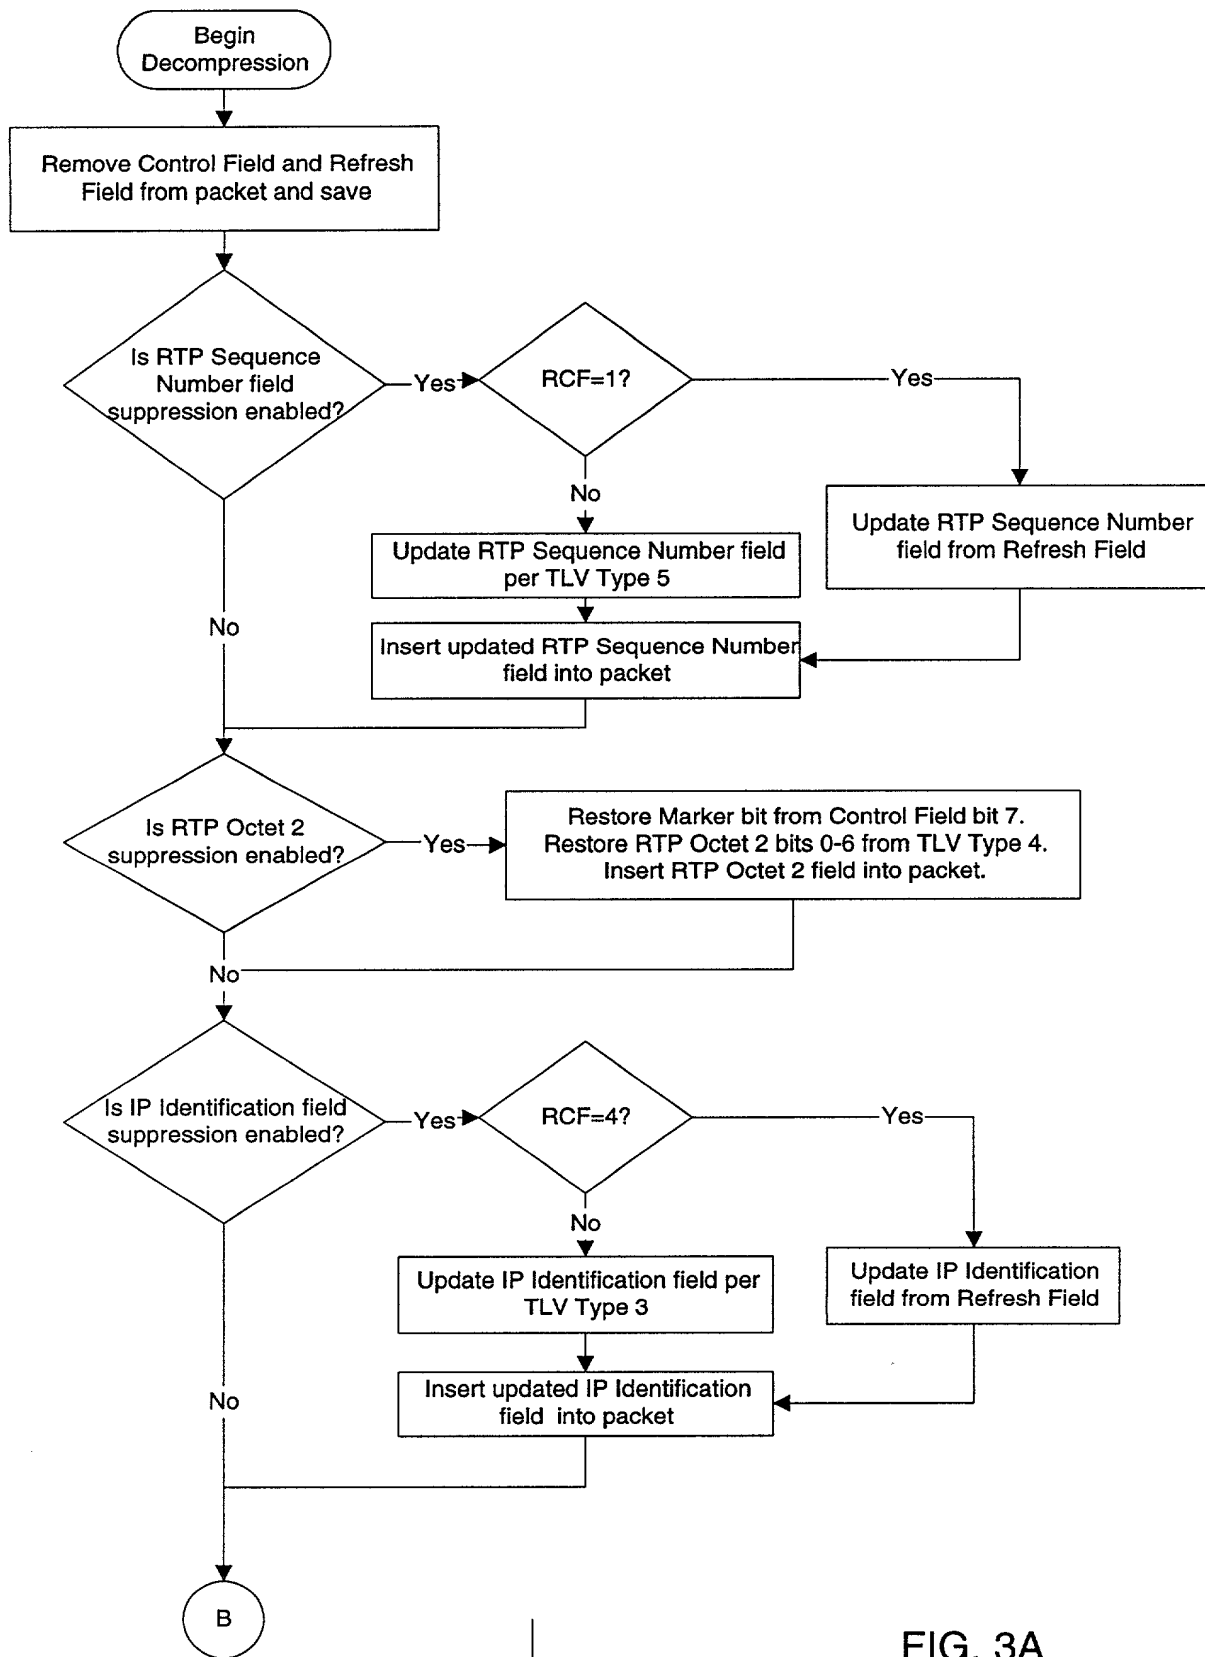 Begin
Decompression
Remove Control Field and Refresh
Field from packet and save
Is RTP Sequence
Number field
suppression enabled?
Yes
RCF=1?
Yes
No
Update RTP Sequence Number field
per TLV Type 5
Update RTP Sequence Number
field from Refresh Field
No
Insert updated RTP Sequence Number
field into packet
Is RTP Octet 2
suppression enabled?
Yes
Restore Marker bit from Control Field bit 7.
Restore RTP Octet 2 bits 0-6 from TLV Type 4.
Insert RTP Octet 2 field into packet.
No
Is IP Identification field
suppression enabled?
Yes
RCF=4?
Yes
No
Update IP Identification field per
TLV Type 3
Update IP Identification
field from Refresh Field
No
Insert updated IP Identification
field into packet
B
FIG. 3A